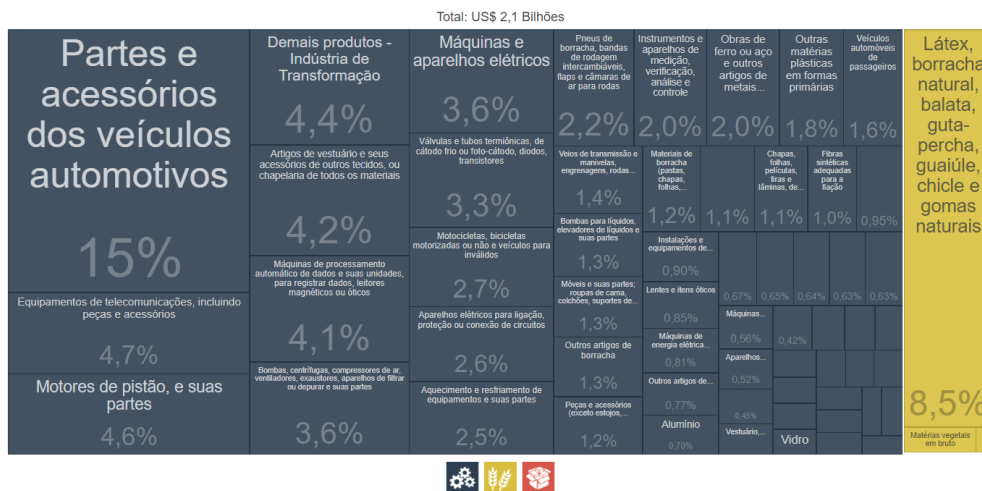 Total: US$ 2,1 Bilhões
Partes e
acessórios
dos veículos
automotivos
15%
Equipamentos de telecomunicações, incluindo
peças e acessórios
4,7%
Motores de pistão, e suas
partes
4,6%
Demais produtos -
Indústria de
Transformação
4,4%
Artigos de vestuário e seus
acessórios de outros tecidos, ou
chapelaria de todos os materiais
4,2%
Máquinas de processamento
automático de dados e suas unidades,
para registrar dados, leitores
magnéticos ou óticos
4,1%
Bombas, centrífugas, compressores de ar,
ventiladores, exaustores, aparelhos de filtrar
ou depurar e suas partes
3,6%
Máquinas e
aparelhos elétricos
3,6%
Válvulas e tubos termiônicas, de
cátodo frio ou foto-cátodo, diodos,
transistores
3,3%
Motocicletas, bicicletas
motorizadas ou não e veículos para
inválidos
2,7%
Aparelhos elétricos para ligação,
proteção ou conexão de circuitos
2,6%
Aquecimento e resfriamento de
equipamentos e suas partes
2,5%
Pneus de
borracha, bandas
de rodagem
intercambiáveis,
flaps e câmaras de
ar para rodas
2,2%
Veios de transmissão e
manivelas,
engrenagens, rodas...
1,4%
Bombas para líquidos,
elevadores de líquidos e
suas partes
1,3%
Móveis e suas partes;
roupas de cama,
colchões, suportes de...
1,3%
Outros artigos de
borracha
1,3%
Peças e acessórios
(exceto estojos,...
1,2%
Instrumentos e
aparelhos de
medição,
verificação,
análise e
controle
2,0%
Obras de
ferro ou aço
e outros
artigos de
metais...
2,0%
Outras
matérias
plásticas
em formas
primárias
1,8%
Veículos
automóveis
de
passageiros
1,6%
Materiais de
borracha
(pastas,
chapas,
folhas,...
1,2%
1,1%
Chapas,
folhas,
películas,
tiras e
lâminas, de...
1,1%
Fibras
sintéticas
adequadas
para a
fiação
1,0%
0,95%
Instalações e
equipamentos de...
0,90%
Lentes e itens óticos
0,85%
Máquinas de
energia elétrica...
0,81%
Outros artigos de...
0,77%
Alumínio
0,70%
0,67%
0,65%
0,64%
0,63%
0,63%
Máquinas...
0,56%
0,42%
Aparelhos...
0,52%
0,45%
Vestuário,...
Vidro
Látex,
borracha
natural,
balata,
guta-
percha,
guaiúle,
chicle e
gomas
naturais
8,5%
Matérias vegetais
em bruto